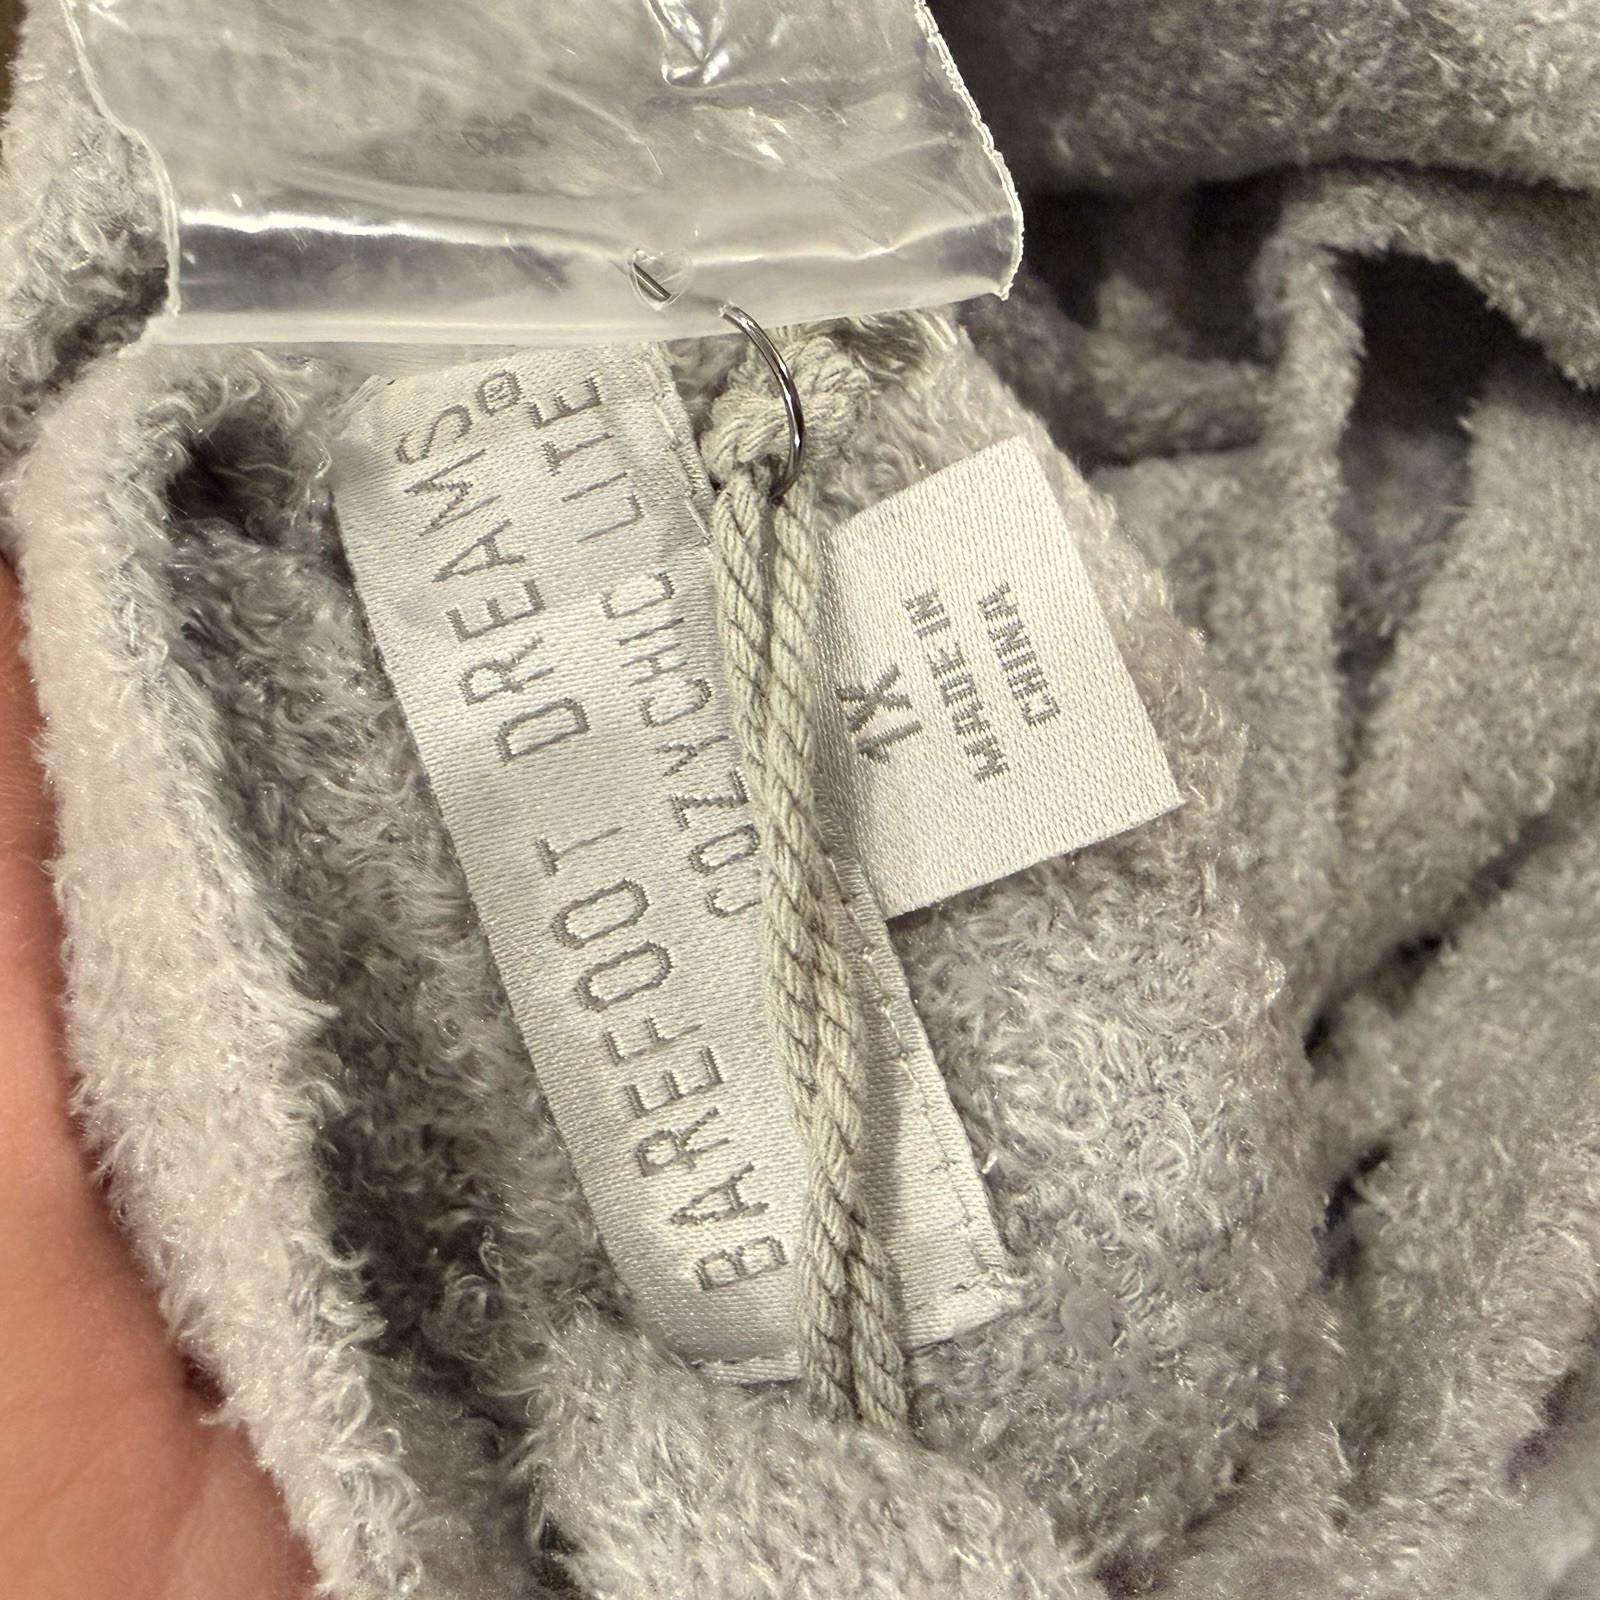 BAREFOOT DREAMS®
COZYCHIC LITE
1X
MADE IN
CHINA